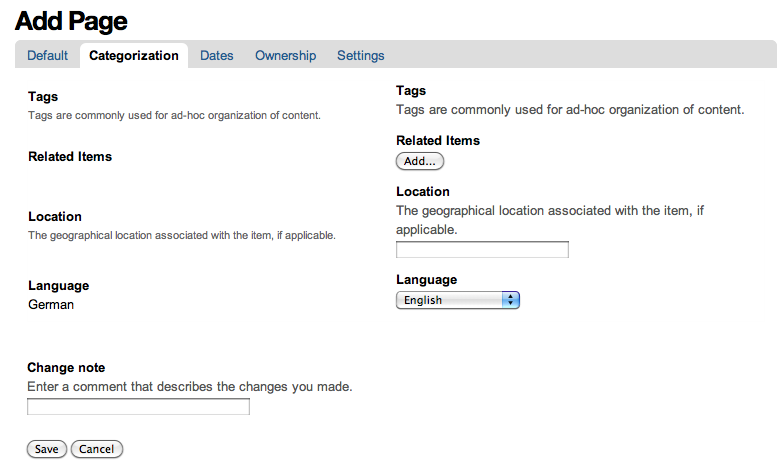 Add Page
Default Categorization Dates Ownership Settings
Tags
Tags are commonly used for ad-hoc organization of content.
Related Items
Location
The geographical location associated with the item, if applicable.
Language
German
Tags
Tags are commonly used for ad-hoc organization of content.
Related Items
Add...
Location
The geographical location associated with the item, if
applicable.
Language
English
Change note
Enter a comment that describes the changes you made.
Save Cancel